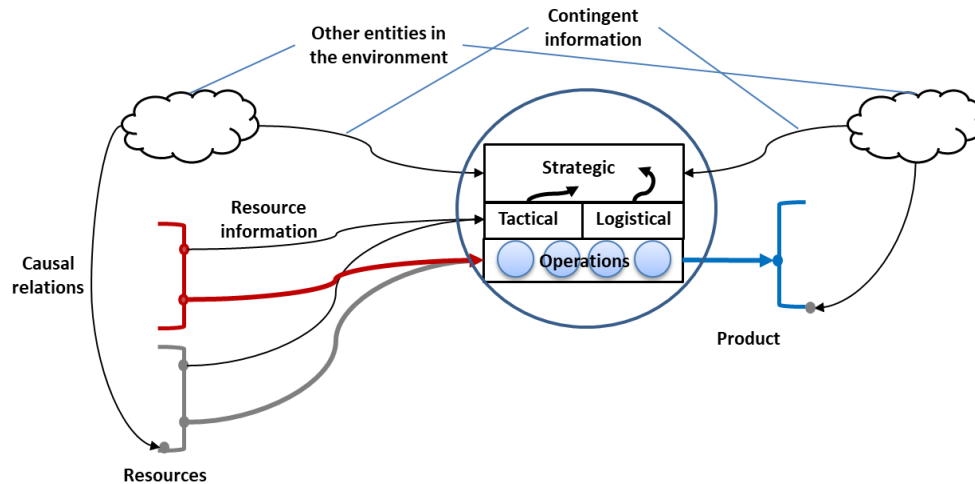 Other entities in
the environment
Contingent
information
Strategic
Resource
information
Tactical
Logistical
Causal
relations
Operations
Product
Resources